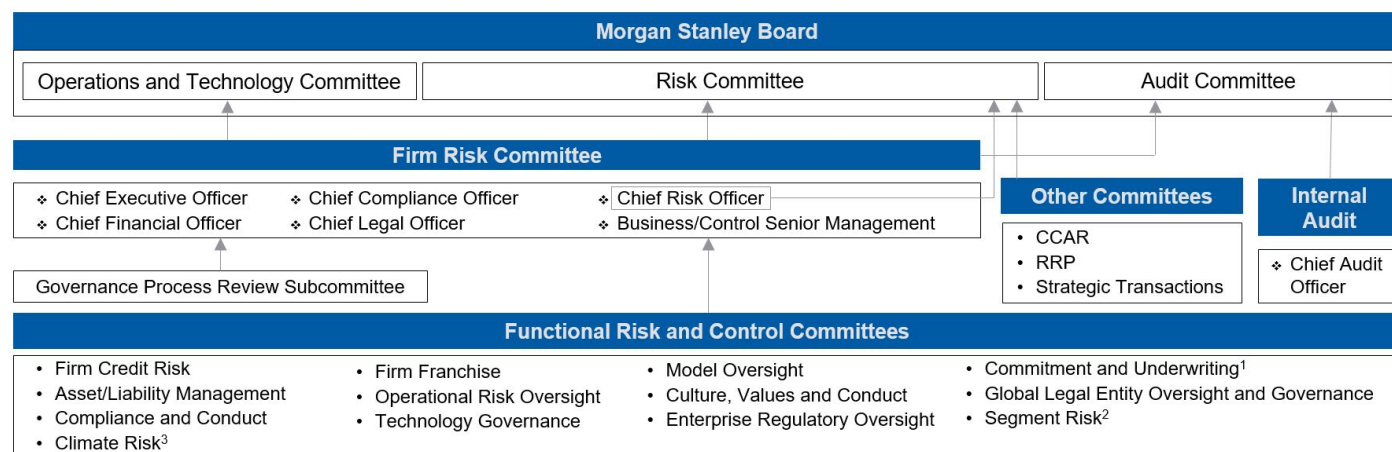 Morgan Stanley Board
Operations and Technology Committee
Risk Committee
Audit Committee
Firm Risk Committee
❖ Chief Executive Officer
❖ Chief Financial Officer
❖ Chief Compliance Officer
❖ Chief Legal Officer
❖ Chief Risk Officer
❖ Business/Control Senior Management
Other Committees
• CCAR
• RRP
• Strategic Transactions
Internal
Audit
❖ Chief Audit
Officer
Governance Process Review Subcommittee
Functional Risk and Control Committees
• Firm Credit Risk
• Asset/Liability Management
• Compliance and Conduct
• Climate Risk³
• Firm Franchise
• Operational Risk Oversight
• Technology Governance
• Model Oversight
• Culture, Values and Conduct
• Enterprise Regulatory Oversight
• Commitment and Underwriting¹
• Global Legal Entity Oversight and Governance
• Segment Risk²